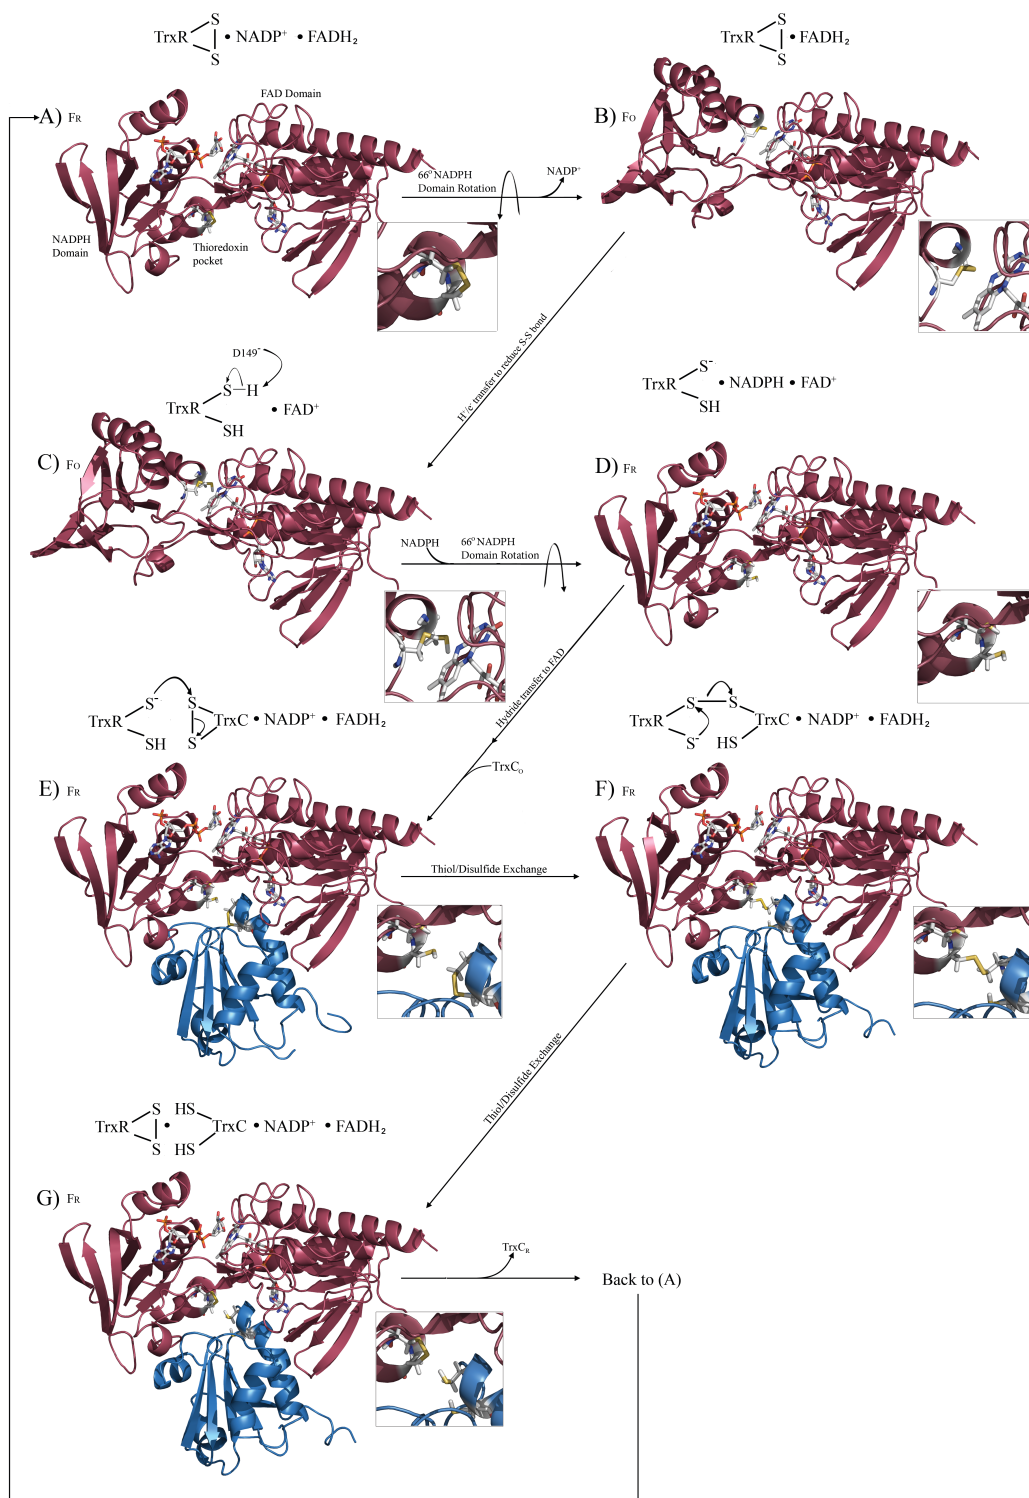 S
TrxR • NADP⁺ • FADH₂
S
S
TrxR • FADH₂
S
A) FR
FAD Domain
NADPH
Domain
Thioredoxin
pocket
66° NADPH
Domain Rotation
NADP⁺
B) FO
H⁺/e⁻ transfer to reduce S-S bond
D149⁻
S—H
TrxR • FAD⁺
SH
S⁻
TrxR • NADPH • FAD⁺
SH
C) FO
NADPH
66° NADPH
Domain Rotation
D) FR
Hydride transfer to FAD
S⁻ S
TrxR TrxC • NADP⁺ • FADH₂
SH S
S S
TrxR TrxC • NADP⁺ • FADH₂
S⁻ HS
TrxC₀
E) FR
Thiol/Disulfide Exchange
F) FR
Thiol/Disulfide Exchange
S HS
TrxR • TrxC • NADP⁺ • FADH₂
S HS
G) FR
TrxCR
Back to (A)